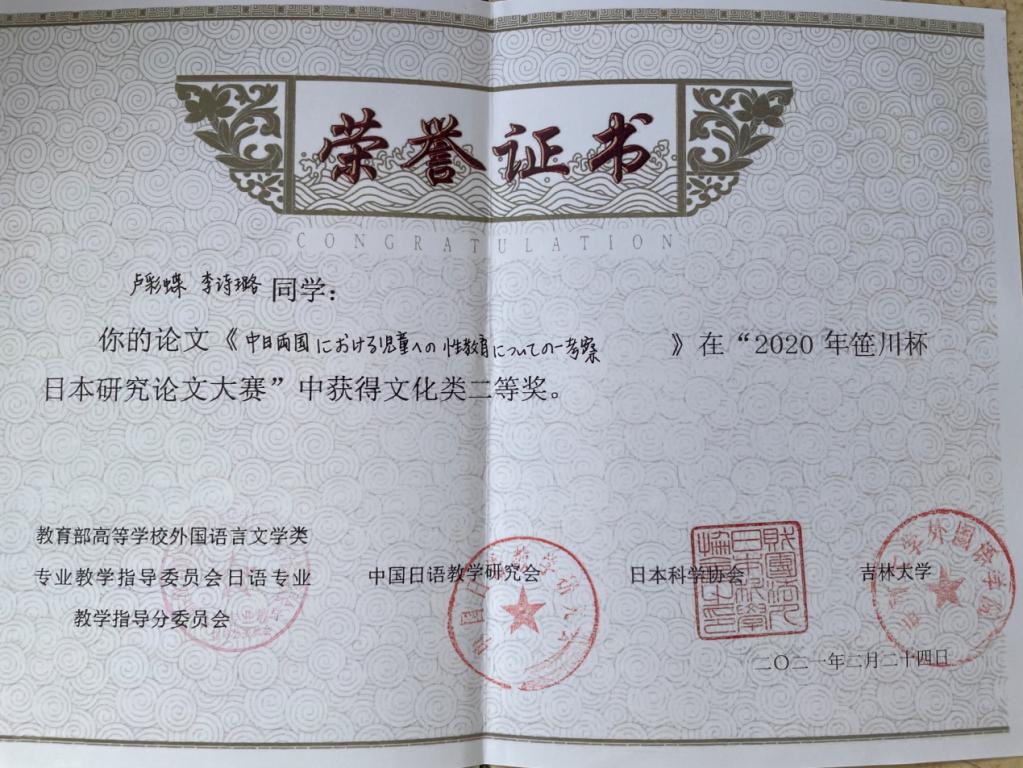 荣誉证书
CONGRATULATION
卢彩蝶 李诗璐 同学：
你的论文《中日両国における児童への性教育についての一考察》在“2020 年笹川杯
日本研究论文大赛”中获得文化类二等奖。
教育部高等学校外国语言文学类
专业教学指导委员会日语专业
教学指导分委员会
中国日语教学研究会
日本科学协会
吉林大学
二〇二一年二月二十四日